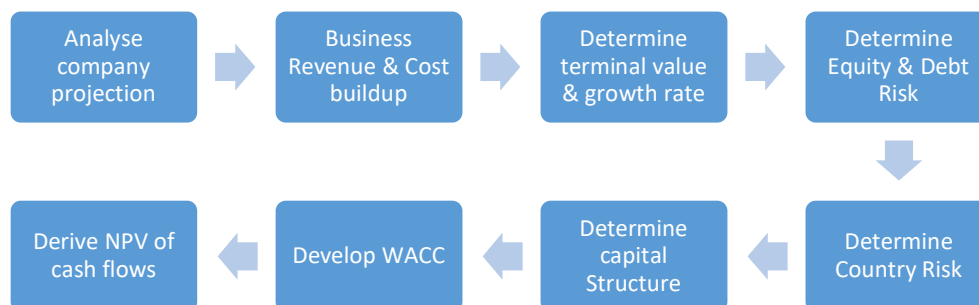 Analyse
company
projection
Business
Revenue & Cost
buildup
Determine
terminal value
& growth rate
Determine
Equity & Debt
Risk
Determine
Country Risk
Determine
capital
Structure
Develop WACC
Derive NPV of
cash flows